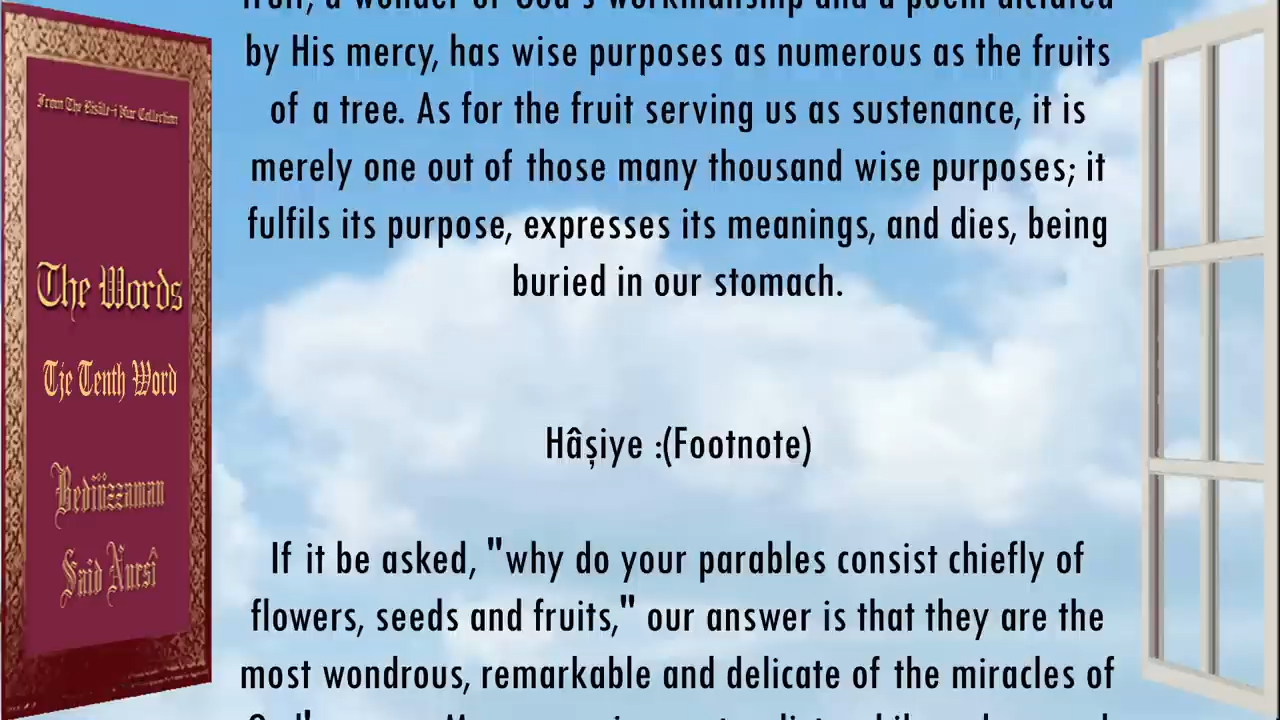 From The Risâle-i Nur Collection
The Words
Tje Tenth Word
Bediüzzaman
Said Nursî
fruit, a wonder of God's workmanship and a poem dictated
by His mercy, has wise purposes as numerous as the fruits
of a tree. As for the fruit serving us as sustenance, it is
merely one out of those many thousand wise purposes; it
fulfils its purpose, expresses its meanings, and dies, being
buried in our stomach.
Hâşiye :(Footnote)
If it be asked, "why do your parables consist chiefly of
flowers, seeds and fruits," our answer is that they are the
most wondrous, remarkable and delicate of the miracles of